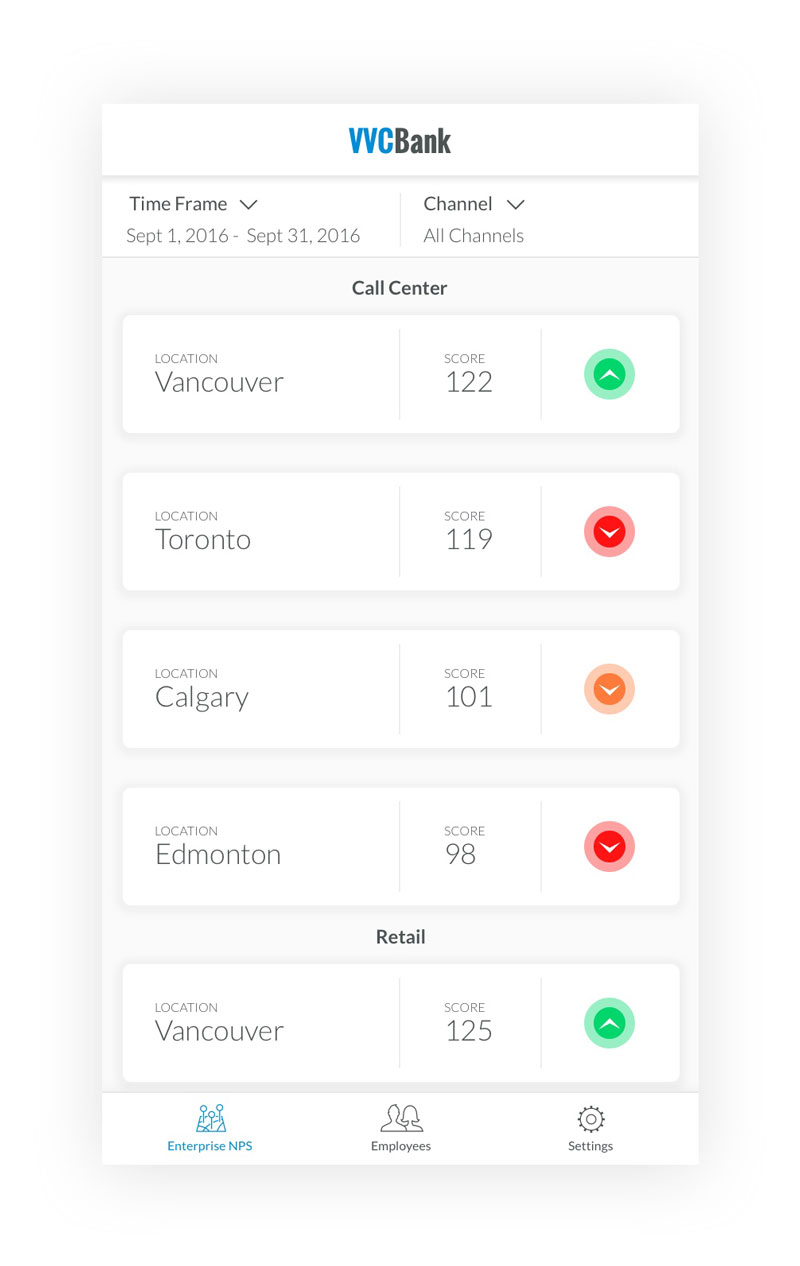 VVCBank
Time Frame
Channel
Sept 1, 2016 - Sept 31, 2016
All Channels
Call Center
LOCATION
SCORE
Vancouver
122
LOCATION
SCORE
Toronto
119
LOCATION
SCORE
Calgary
101
LOCATION
SCORE
Edmonton
98
Retail
LOCATION
SCORE
Vancouver
125
Enterprise NPS
Employees
Settings